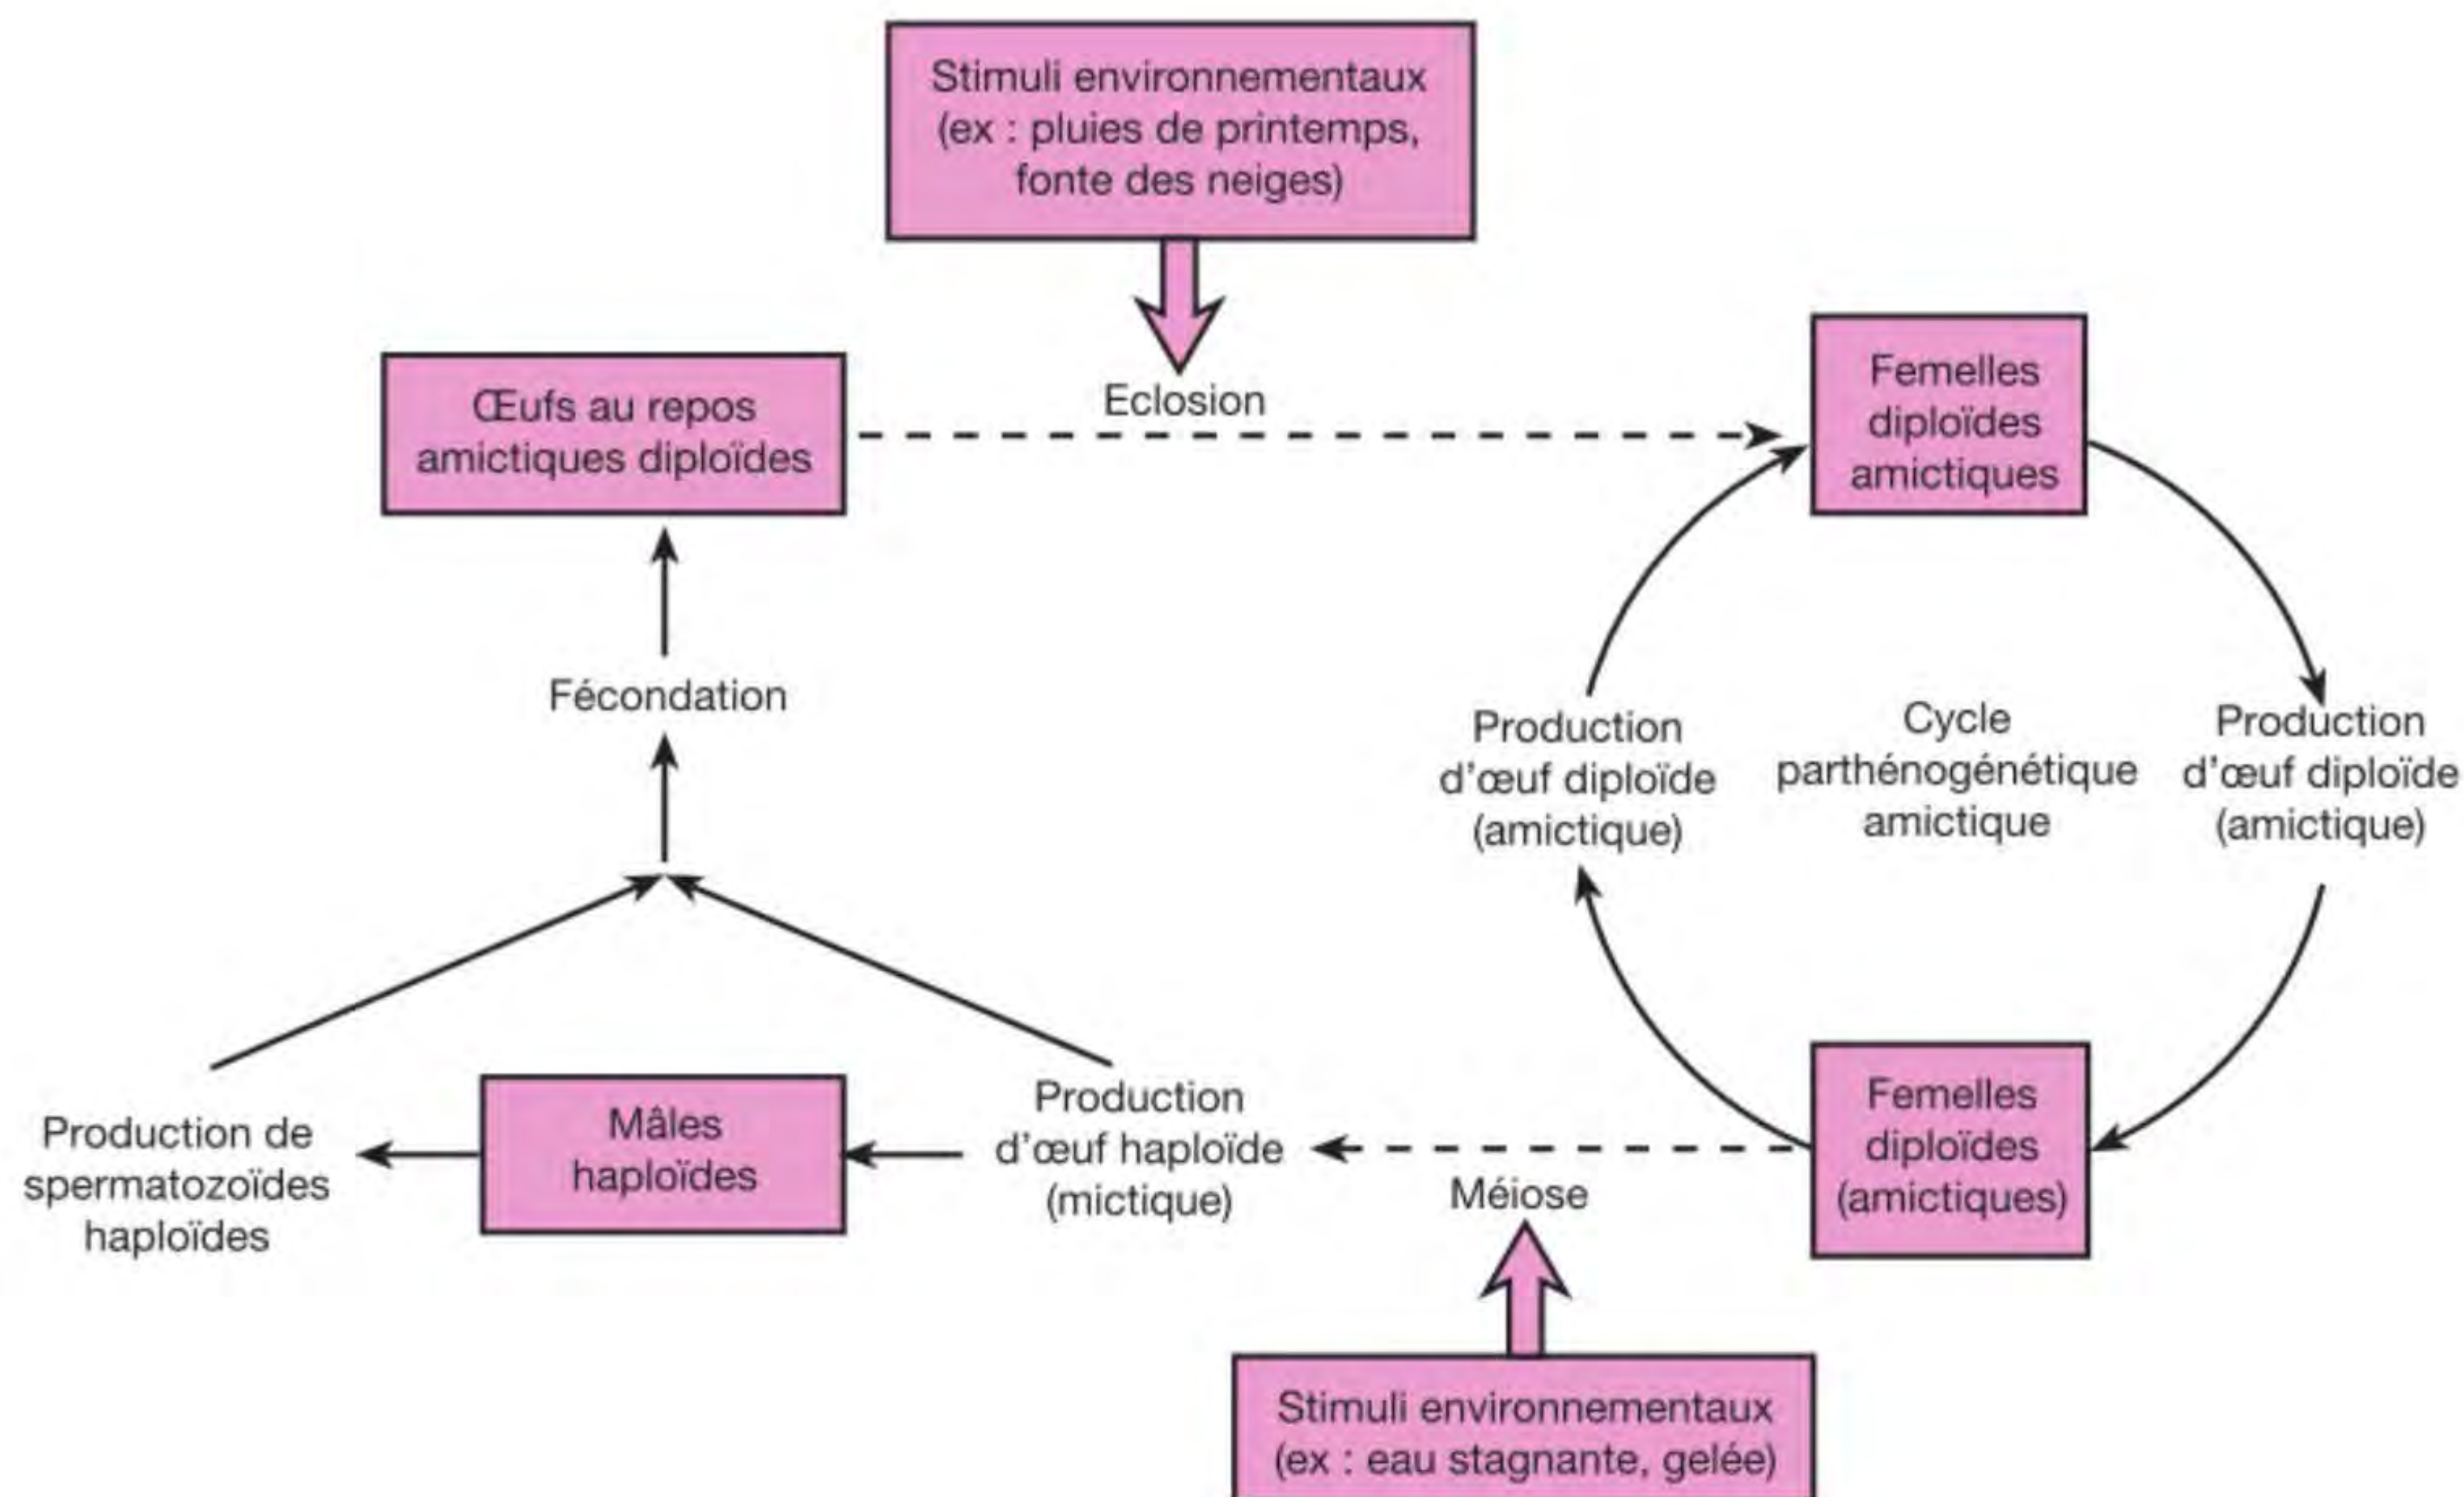 Stimuli environnementaux
(ex : pluies de printemps,
fonte des neiges)
Eclosion
Œufs au repos
amictiques diploïdes
Femelles
diploïdes
amictiques
Fécondation
Production
d'œuf diploïde
(amictique)
Cycle
parthénogénétique
amictique
Production
d'œuf diploïde
(amictique)
Production de
spermatozoïdes
haploïdes
Mâles
haploïdes
Production
d'œuf haploïde
(mictique)
Méiose
Femelles
diploïdes
(amictiques)
Stimuli environnementaux
(ex : eau stagnante, gelée)